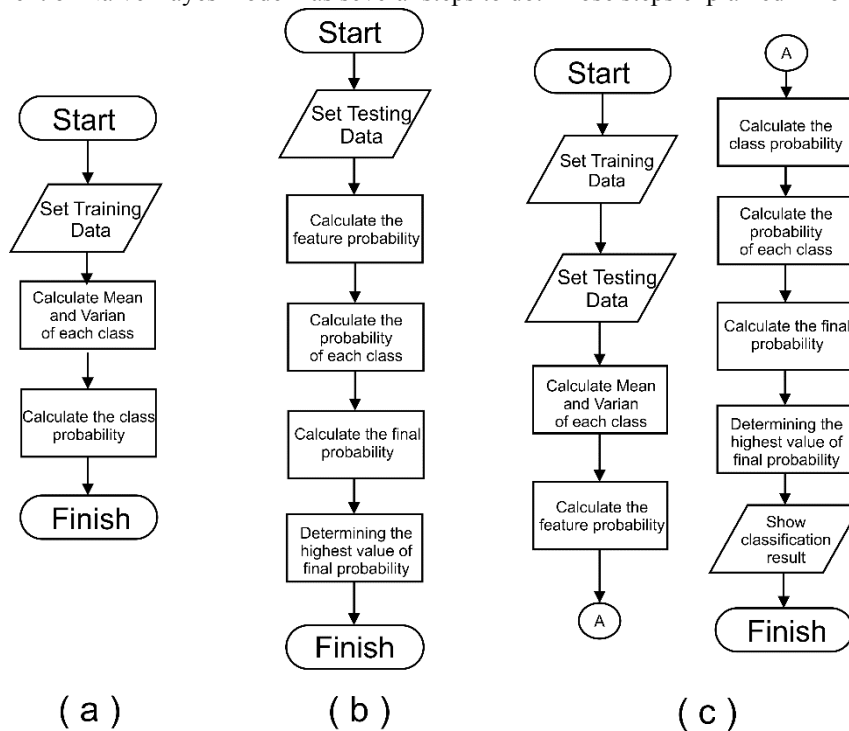 Start
Set Training
Data
Calculate Mean
and Varian
of each class
Calculate the class
probability
Finish
( a )
Start
Set Testing
Data
Calculate the
feature probability
Calculate the
probability
of each class
Calculate the final
probability
Determining the
highest value of
final probability
Finish
( b )
Start
Set Training
Data
Set Testing
Data
Calculate Mean
and Varian
of each class
Calculate the
feature probability
A
A
Calculate the
class probability
Calculate the
probability
of each class
Calculate the final
probability
Determining the
highest value of
final probability
Show
classification
result
Finish
( c )